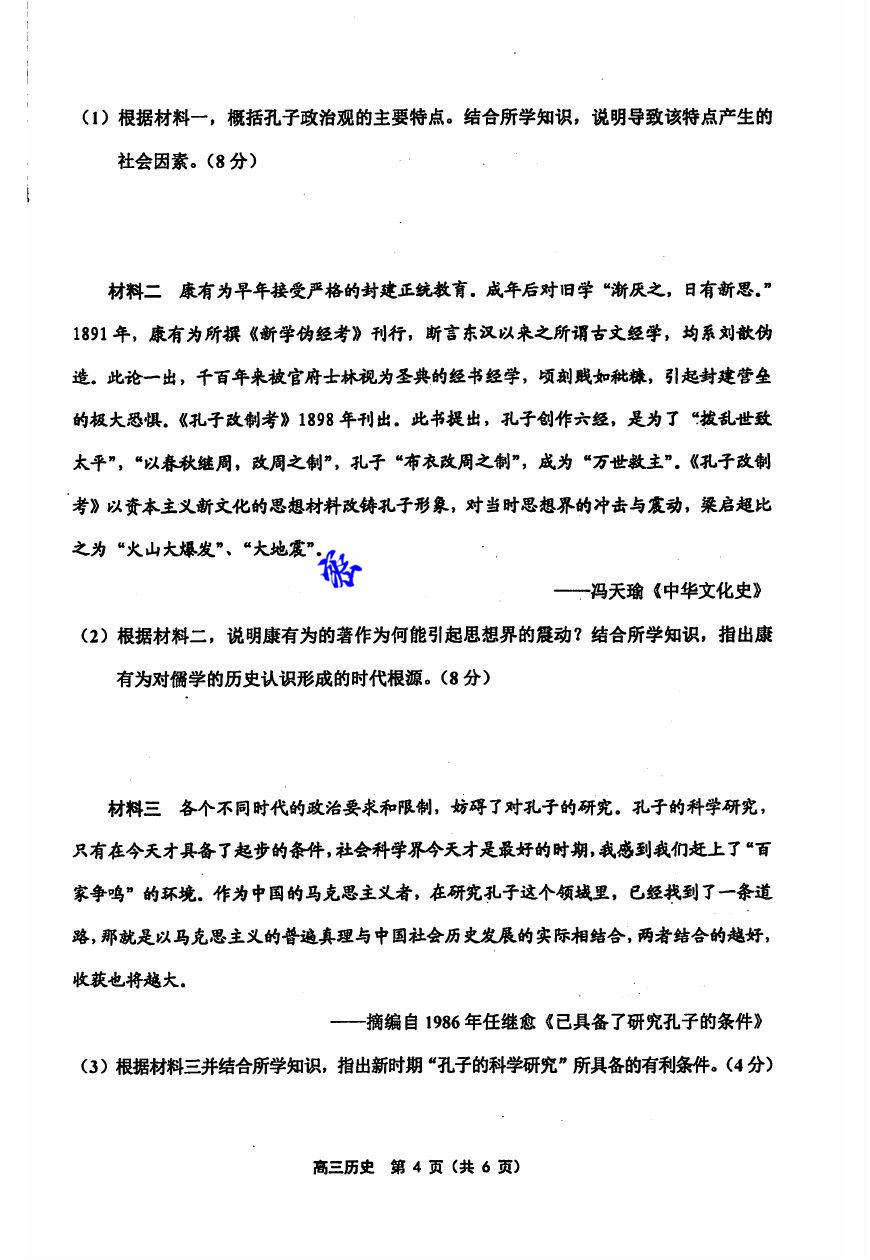 （1）根据材料一，概括孔子政治观的主要特点。结合所学知识，说明导致该特点产生的
社会因素。（8 分）
材料二　康有为早年接受严格的封建正统教育。成年后对旧学“渐厌之，日有新思。”
1891 年，康有为所撰《新学伪经考》刊行，断言东汉以来之所谓古文经学，均系刘歆伪
造。此论一出，千百年来被官府士林视为圣典的经书经学，顷刻贱如秕糠，引起封建营垒
的极大恐惧。《孔子改制考》1898 年刊出。此书提出，孔子创作六经，是为了“拨乱世致
太平”，“以春秋继周，改周之制”，孔子“布衣改周之制”，成为“万世教主”。《孔子改制
考》以资本主义新文化的思想材料改铸孔子形象，对当时思想界的冲击与震动，梁启超比
之为“火山大爆发”、“大地震”。
——冯天瑜《中华文化史》
（2）根据材料二，说明康有为的著作为何能引起思想界的震动？结合所学知识，指出康
有为对儒学的历史认识形成的时代根源。（8 分）
材料三　各个不同时代的政治要求和限制，妨碍了对孔子的研究。孔子的科学研究，
只有在今天才具备了起步的条件，社会科学界今天才是最好的时期，我感到我们赶上了“百
家争鸣”的环境。作为中国的马克思主义者，在研究孔子这个领域里，已经找到了一条道
路，那就是以马克思主义的普遍真理与中国社会历史发展的实际相结合，两者结合的越好，
收获也将越大。
——摘编自 1986 年任继愈《已具备了研究孔子的条件》
（3）根据材料三并结合所学知识，指出新时期“孔子的科学研究”所具备的有利条件。（4 分）
高三历史　第 4 页（共 6 页）